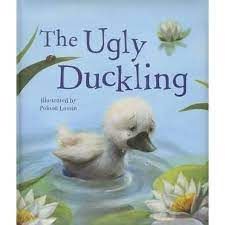 The Ugly
Duckling
Illustrated by